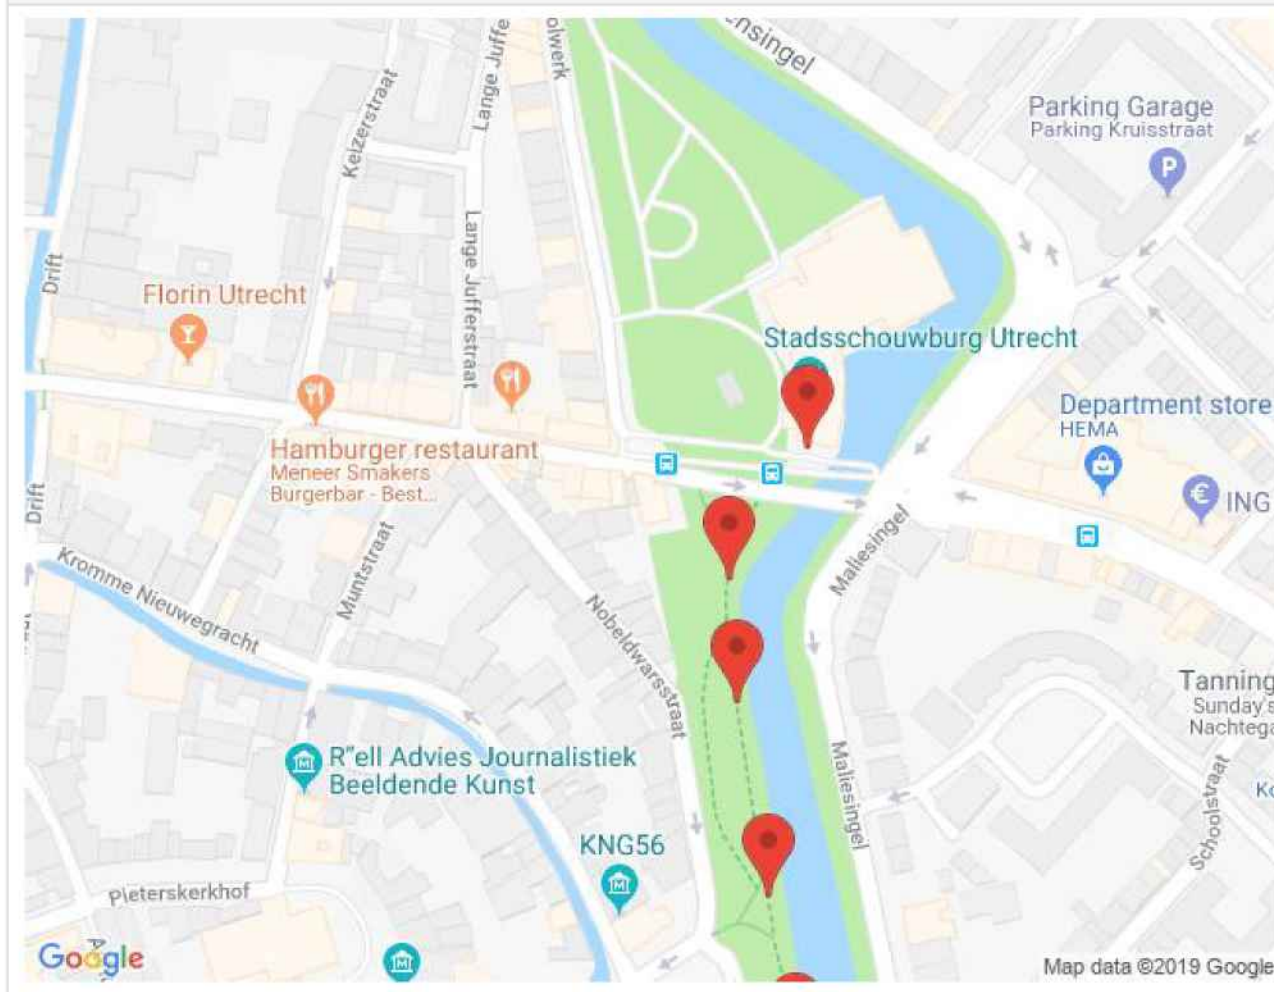 ensingel
olwerk
Lange Juffe
Keizerstraat
Parking Garage
Parking Kruisstraat
P
Lange Jufferstraat
Drift
Florin Utrecht
Stadsschouwburg Utrecht
Department store
HEMA
Hamburger restaurant
Meneer Smakers
Burgerbar - Best...
€
ING
Drift
Maliesingel
Muntstraat
Kromme Nieuwegracht
Nobeldwarsstraat
Tanning
Sunday's
Nachtega
R"ell Advies Journalistiek
Beeldende Kunst
M
Maliesingel
Schoolstraat
Ko
KNG56
M
Pieterskerkhof
Google
M
Map data ©2019 Google